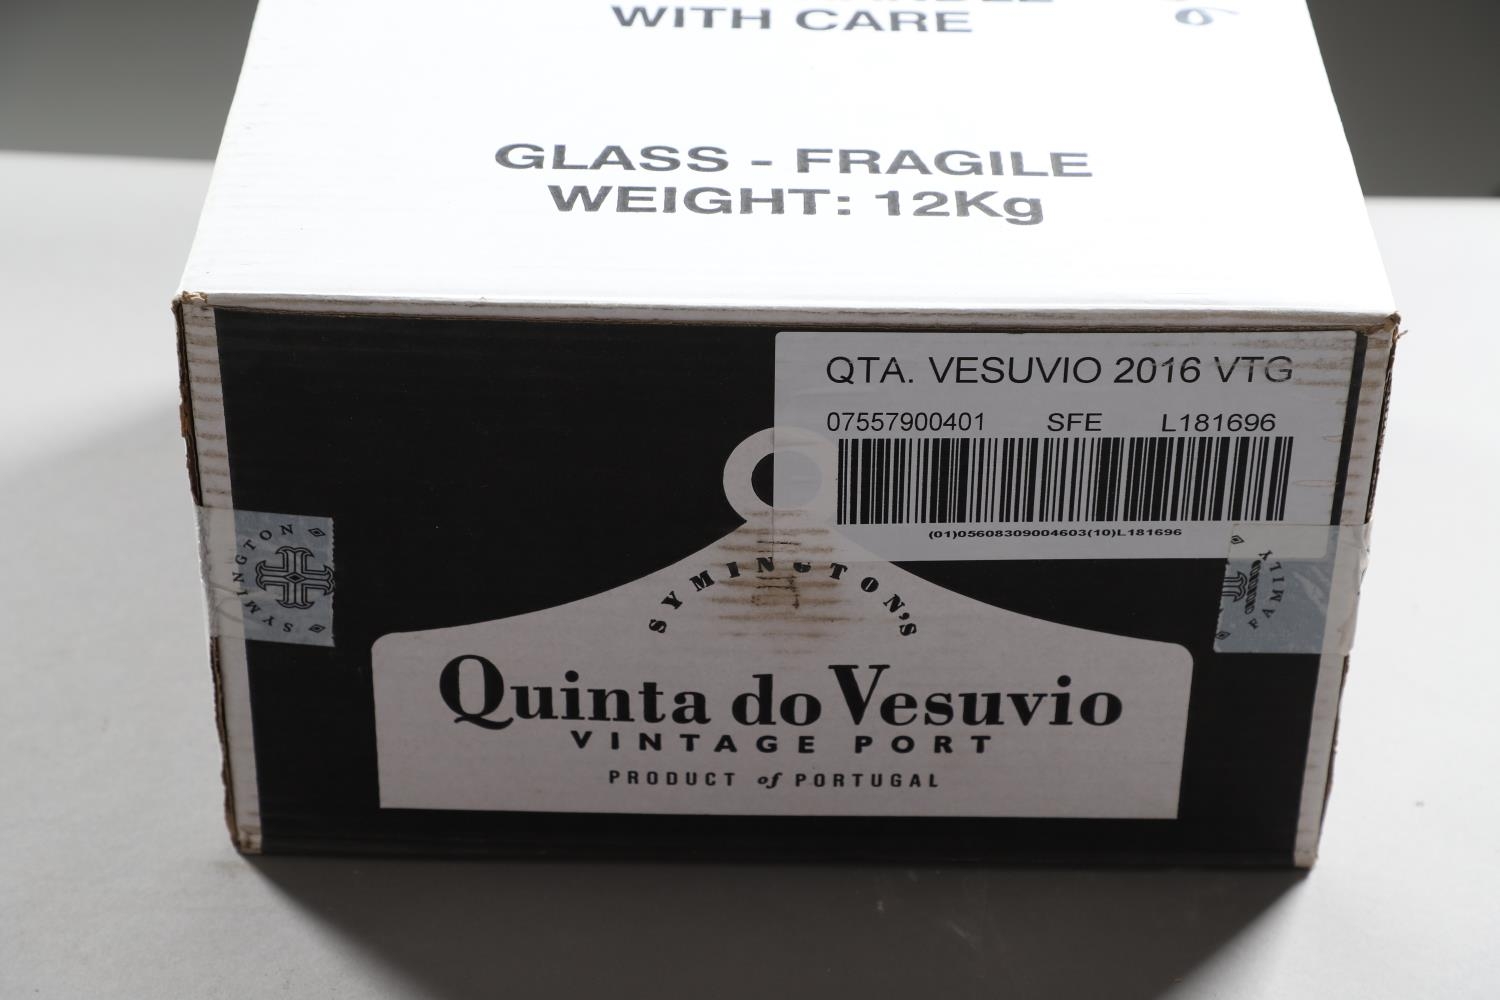 WITH CARE
GLASS - FRAGILE
WEIGHT: 12Kg
QTA. VESUVIO 2016 VTG
07557900401 SFE L181696
(01)05608309004603(10)L181696
SYMINGTON'S
Quinta do Vesuvio
VINTAGE PORT
PRODUCT of PORTUGAL
SYMINGTON
FAMILY